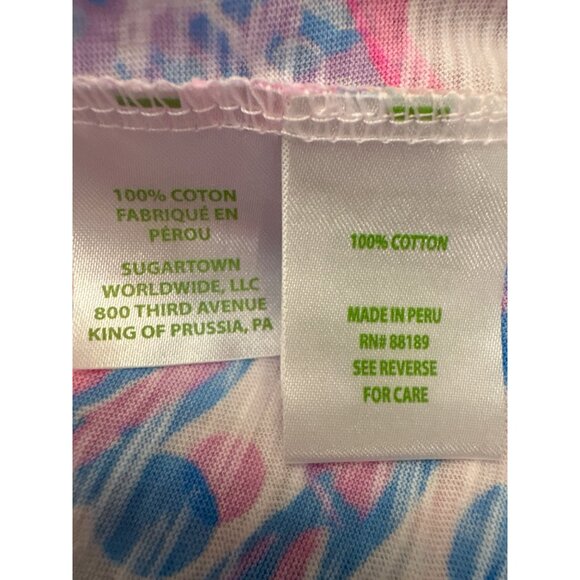 100% COTON
FABRIQUÉ EN
PÉROU
SUGARTOWN
WORLDWIDE, LLC
800 THIRD AVENUE
KING OF PRUSSIA, PA
100% COTTON
MADE IN PERU
RN# 88189
SEE REVERSE
FOR CARE